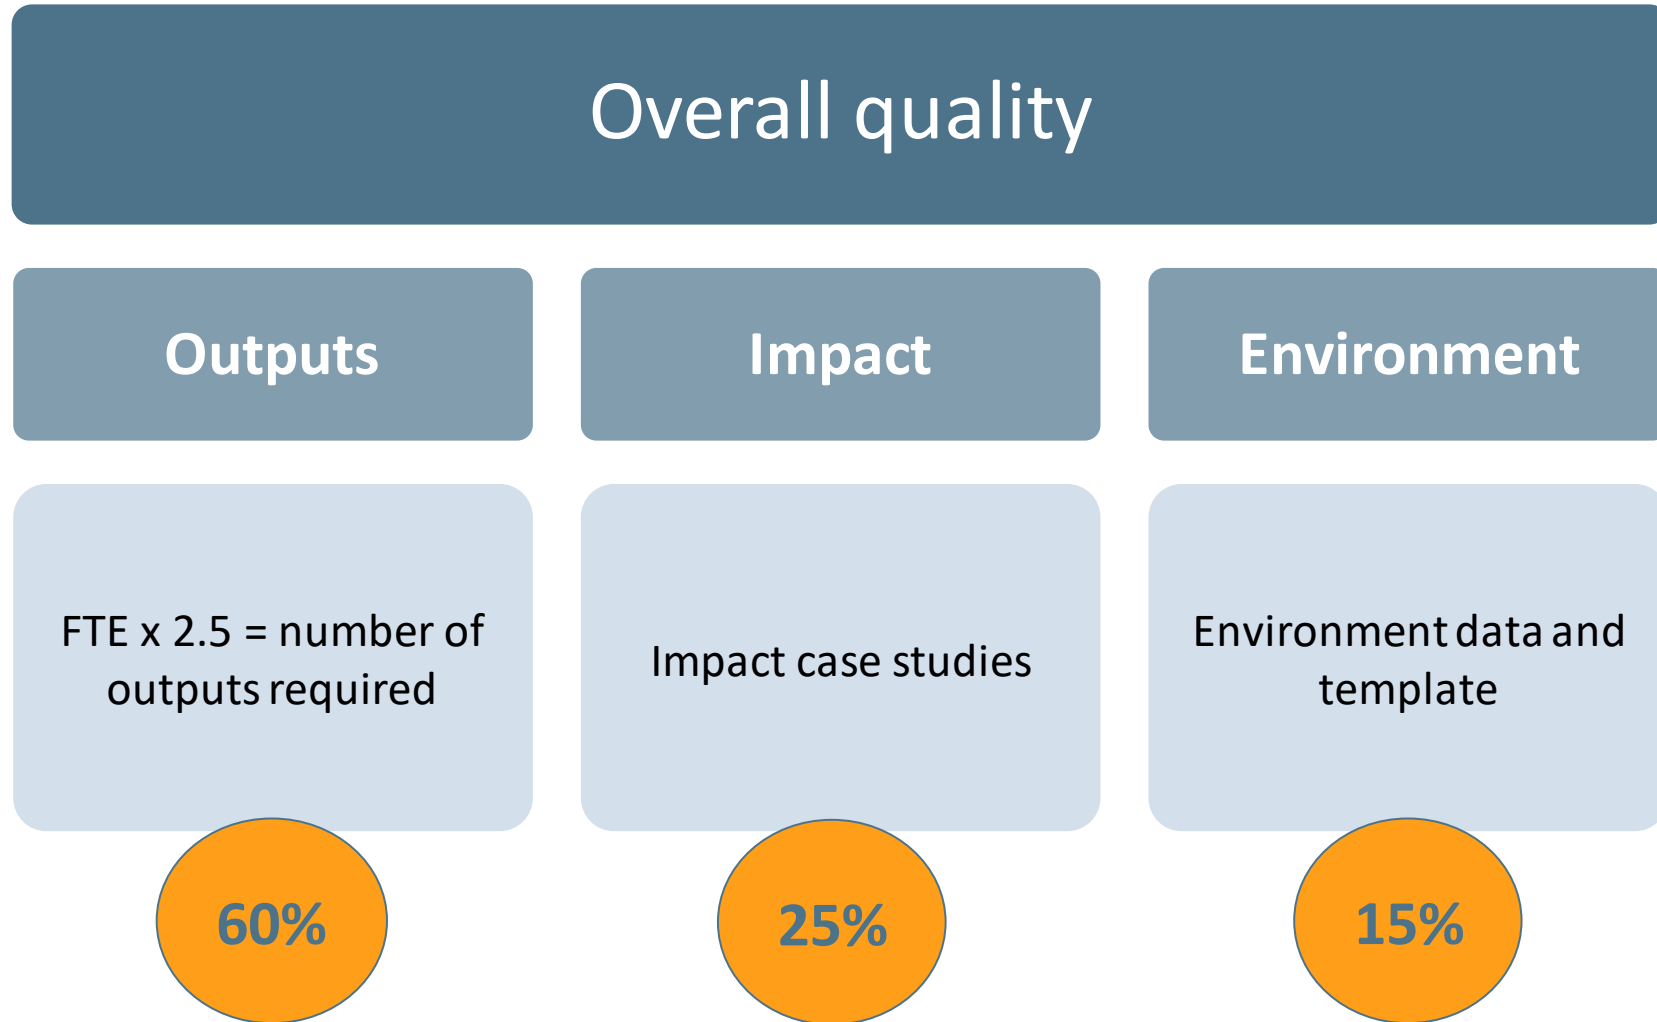 Overall quality
Outputs
Impact
Environment
FTE x 2.5 = number of
outputs required
Impact case studies
Environment data and
template
60%
25%
15%